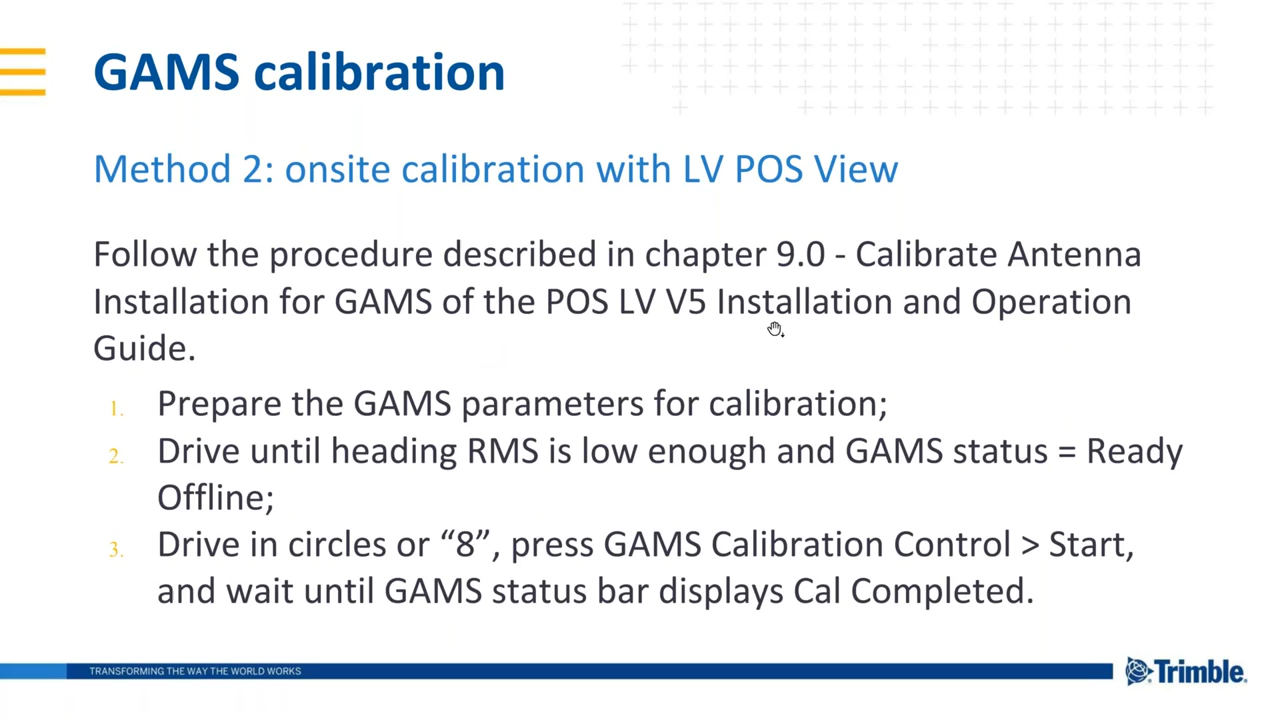 GAMS calibration
Method 2: onsite calibration with LV POS View
Follow the procedure described in chapter 9.0 - Calibrate Antenna
Installation for GAMS of the POS LV V5 Installation and Operation
Guide.
1. Prepare the GAMS parameters for calibration;
2. Drive until heading RMS is low enough and GAMS status = Ready
Offline;
3. Drive in circles or “8”, press GAMS Calibration Control > Start,
and wait until GAMS status bar displays Cal Completed.
TRANSFORMING THE WAY THE WORLD WORKS
Trimble.